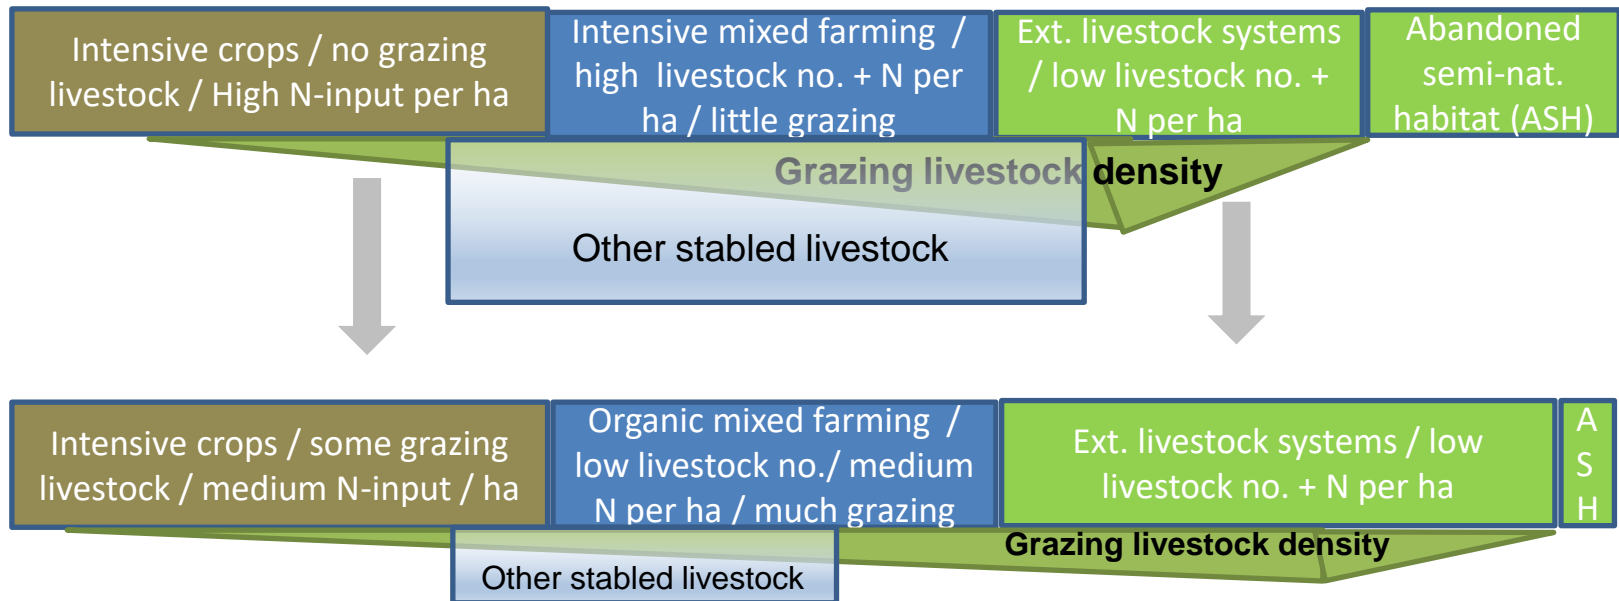 Intensive crops / no grazing
livestock / High N-input per ha
Intensive mixed farming /
high livestock no. + N per
ha / little grazing
Ext. livestock systems
/ low livestock no. +
N per ha
Abandoned
semi-nat.
habitat (ASH)
Grazing livestock density
Other stabled livestock
Intensive crops / some grazing
livestock / medium N-input / ha
Organic mixed farming /
low livestock no./ medium
N per ha / much grazing
Ext. livestock systems / low
livestock no. + N per ha
A
S
H
Grazing livestock density
Other stabled livestock